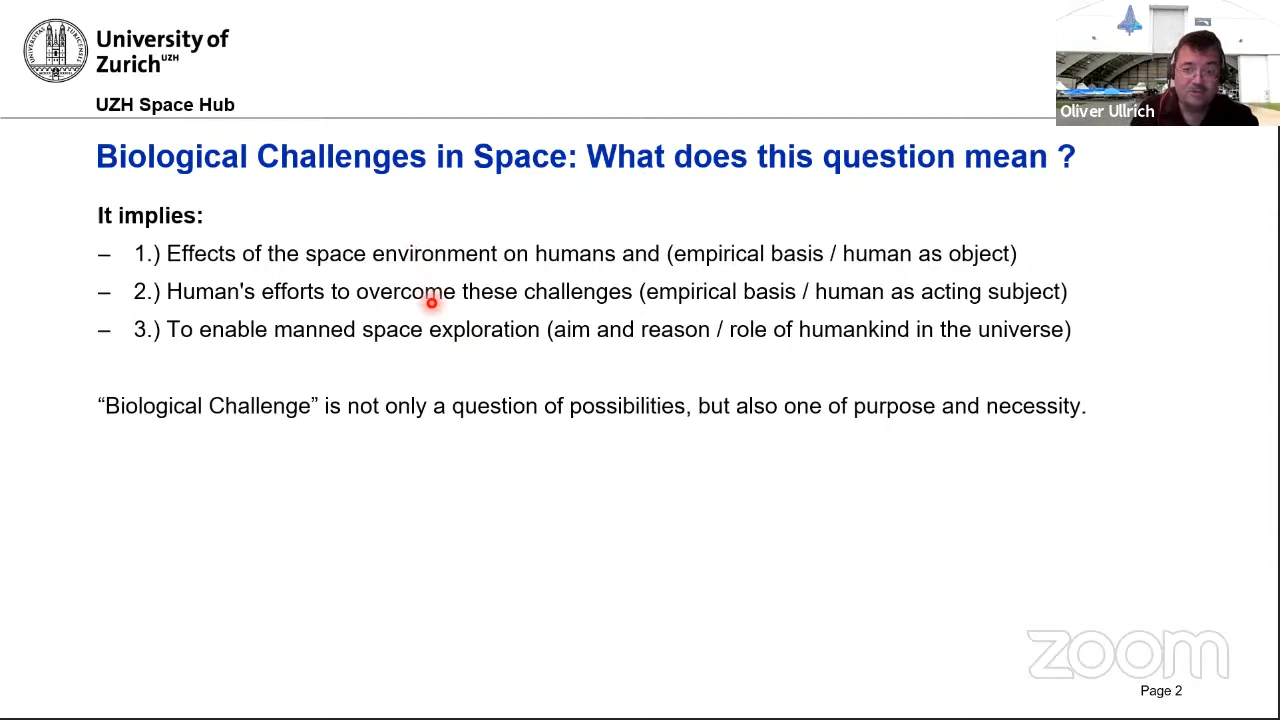 University of
Zurich UZH
UZH Space Hub
Oliver Ullrich
Biological Challenges in Space: What does this question mean ?
It implies:
– 1.) Effects of the space environment on humans and (empirical basis / human as object)
– 2.) Human's efforts to overcome these challenges (empirical basis / human as acting subject)
– 3.) To enable manned space exploration (aim and reason / role of humankind in the universe)
“Biological Challenge” is not only a question of possibilities, but also one of purpose and necessity.
zoom
Page 2